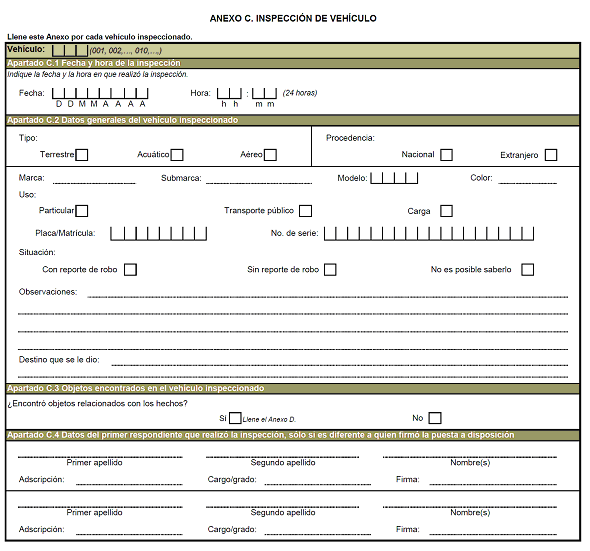 ANEXO C. INSPECCIÓN DE VEHÍCULO
Llene este Anexo por cada vehículo inspeccionado.
Vehículo: (001, 002,..., 010,...,)
Apartado C.1 Fecha y hora de la inspección
Indique la fecha y la hora en que realizó la inspección.
Fecha: Hora: : (24 horas)
D D M M A A A A h h m m
Apartado C.2 Datos generales del vehículo inspeccionado
Tipo: Procedencia:
Terrestre Acuático Aéreo Nacional Extranjero
Marca: Submarca: Modelo: Color:
Uso:
Particular Transporte público Carga
Placa/Matrícula: No. de serie:
Situación:
Con reporte de robo Sin reporte de robo No es posible saberlo
Observaciones:
Destino que se le dio:
Apartado C.3 Objetos encontrados en el vehículo inspeccionado
¿Encontró objetos relacionados con los hechos?
Sí Llene el Anexo D. No
Apartado C.4 Datos del primer respondiente que realizó la inspección, sólo si es diferente a quien firmó la puesta a disposición
Primer apellido Segundo apellido Nombre(s)
Adscripción: Cargo/grado: Firma:
Primer apellido Segundo apellido Nombre(s)
Adscripción: Cargo/grado: Firma: